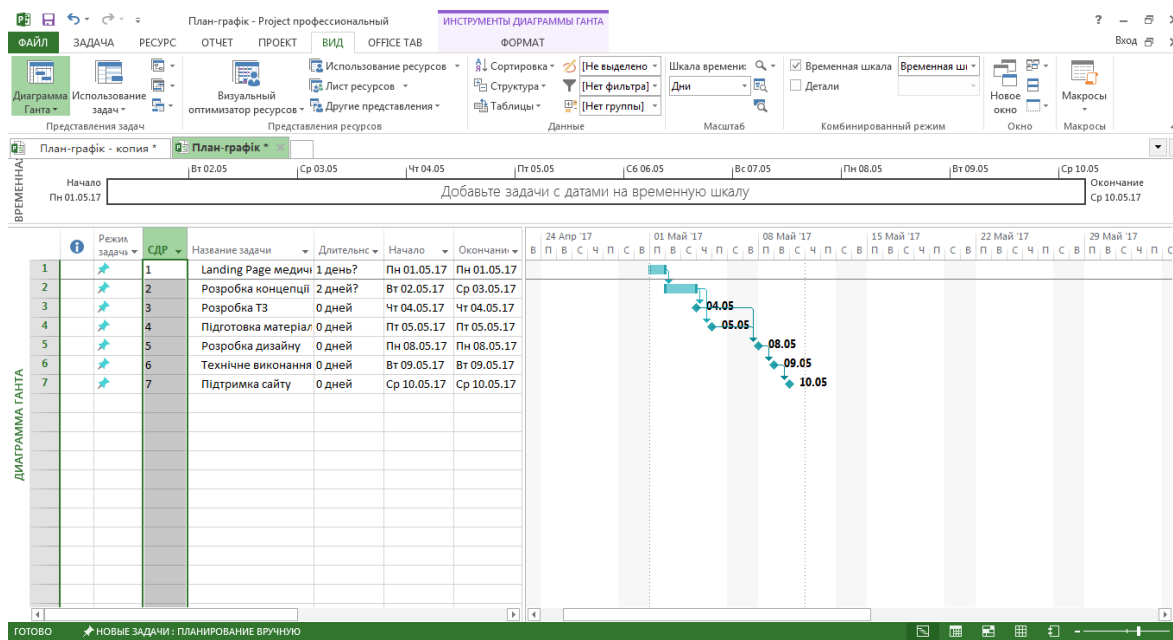 План-графік - Project профессиональный
ИНСТРУМЕНТЫ ДИАГРАММЫ ГАНТА
ФАЙЛ ЗАДАЧА РЕСУРС ОТЧЕТ ПРОЕКТ ВИД OFFICE TAB ФОРМАТ Вход
Диаграмма Ганта
Использование задач
Представления задач
Визуальный оптимизатор ресурсов
Использование ресурсов
Лист ресурсов
Другие представления
Представления ресурсов
Сортировка [Нет выделено
Структура [Нет фильтра]
Таблицы [Нет группы]
Данные
Шкала времени:
Дни
Масштаб
Временная шкала Временная
Детали
Комбинированный режим
Новое окно
Окно
Макросы
Макросы
План-графік - копия *
План-графік *
Вт 02.05 Ср 03.05 Чт 04.05 Пт 05.05 Сб 06.05 Вс 07.05 Пн 08.05 Вт 09.05 Ср 10.05
Начало
Пн 01.05.17
Добавьте задачи с датами на временную шкалу
Окончание
Ср 10.05.17
Режим задачи СДР Название задачи Длительнс Начало Окончани
24 Апр '17 01 Май '17 08 Май '17 15 Май '17 22 Май '17 29 Май '17
В П В С Ч П С В П В С Ч П С В П В С Ч П С В П В С Ч П С В П В С Ч П С В П В С Ч П С
1 1 Landing Page медичн 1 день? Пн 01.05.17 Пн 01.05.17
2 2 Розробка концепції 2 дней? Вт 02.05.17 Ср 03.05.17
3 3 Розробка ТЗ 0 дней Чт 04.05.17 Чт 04.05.17 04.05
4 4 Підготовка матеріал 0 дней Пт 05.05.17 Пт 05.05.17 05.05
5 5 Розробка дизайну 0 дней Пн 08.05.17 Пн 08.05.17 08.05
6 6 Технічне виконання 0 дней Вт 09.05.17 Вт 09.05.17 09.05
7 7 Підтримка сайту 0 дней Ср 10.05.17 Ср 10.05.17 10.05
ДИАГРАММА ГАНТА
ГОТОВО НОВЫЕ ЗАДАЧИ : ПЛАНИРОВАНИЕ ВРУЧНУЮ